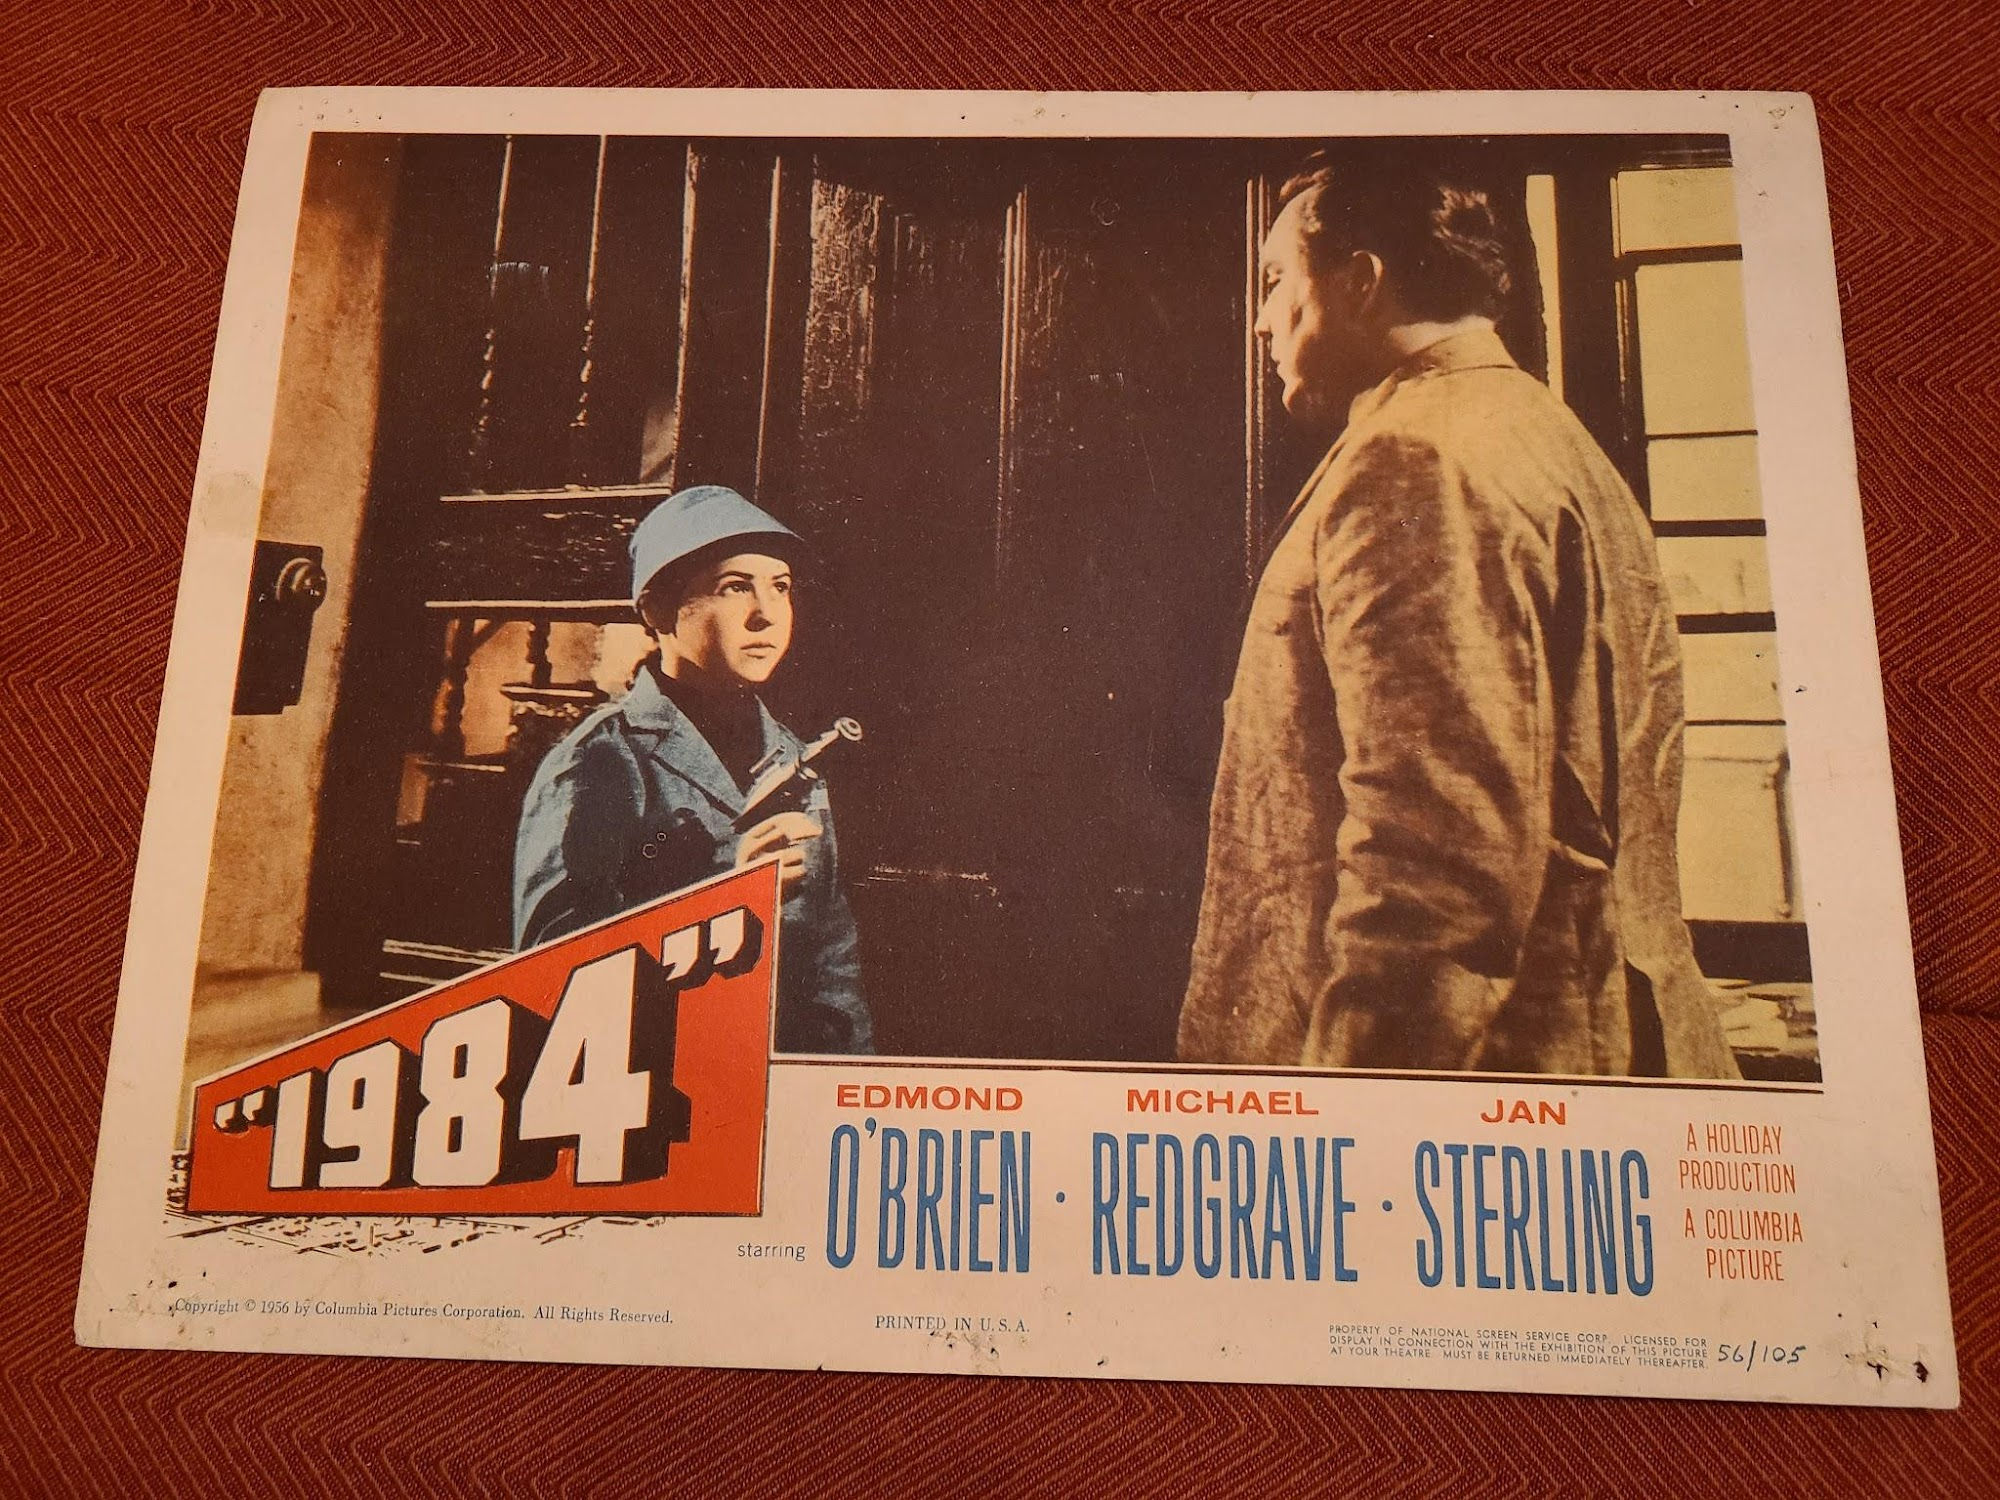 "1984"
EDMOND MICHAEL JAN
starring O'BRIEN · REDGRAVE · STERLING
A HOLIDAY
PRODUCTION
A COLUMBIA
PICTURE
Copyright © 1956 by Columbia Pictures Corporation. All Rights Reserved.
PRINTED IN U. S. A.
PROPERTY OF NATIONAL SCREEN SERVICE CORP. LICENSED FOR
DISPLAY IN CONNECTION WITH THE EXHIBITION OF THIS PICTURE
AT YOUR THEATRE. MUST BE RETURNED IMMEDIATELY THEREAFTER.
56/105